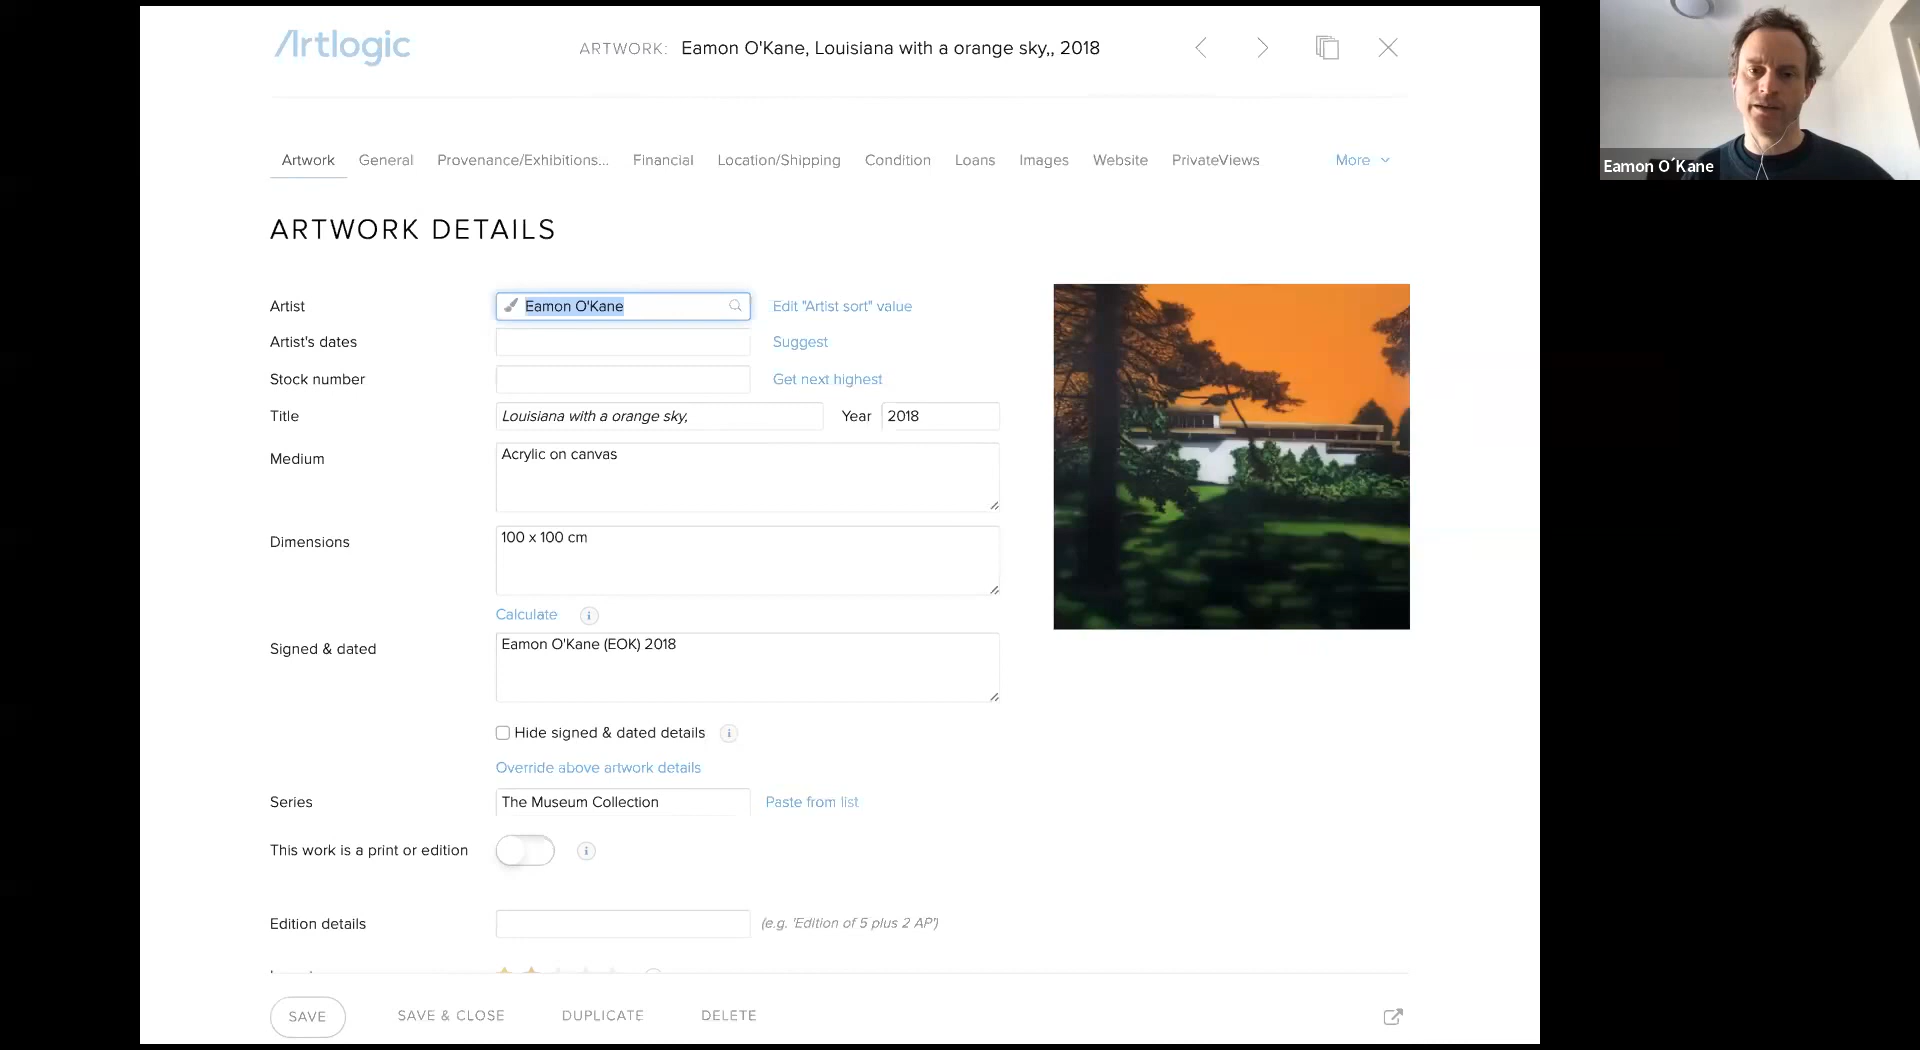 Artlogic
ARTWORK: Eamon O'Kane, Louisiana with a orange sky,, 2018
Eamon O´Kane
Artwork General Provenance/Exhibitions... Financial Location/Shipping Condition Loans Images Website PrivateViews More
ARTWORK DETAILS
Artist Eamon O'Kane Edit "Artist sort" value
Artist's dates Suggest
Stock number Get next highest
Title Louisiana with a orange sky, Year 2018
Medium Acrylic on canvas
Dimensions 100 x 100 cm
Calculate i
Signed & dated Eamon O'Kane (EOK) 2018
Hide signed & dated details i
Override above artwork details
Series The Museum Collection Paste from list
This work is a print or edition i
Edition details (e.g. 'Edition of 5 plus 2 AP')
SAVE SAVE & CLOSE DUPLICATE DELETE